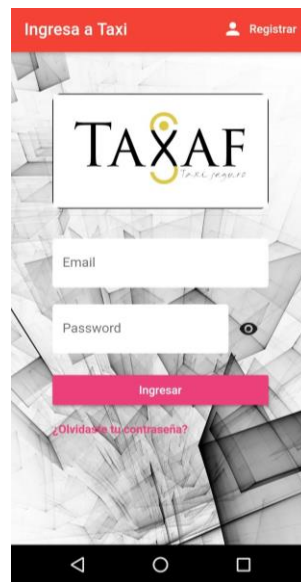 Ingresa a Taxi
Registrar
TAXAF
Taxi seguro
Email
Password
Ingresar
¿Olvidaste tu contraseña?